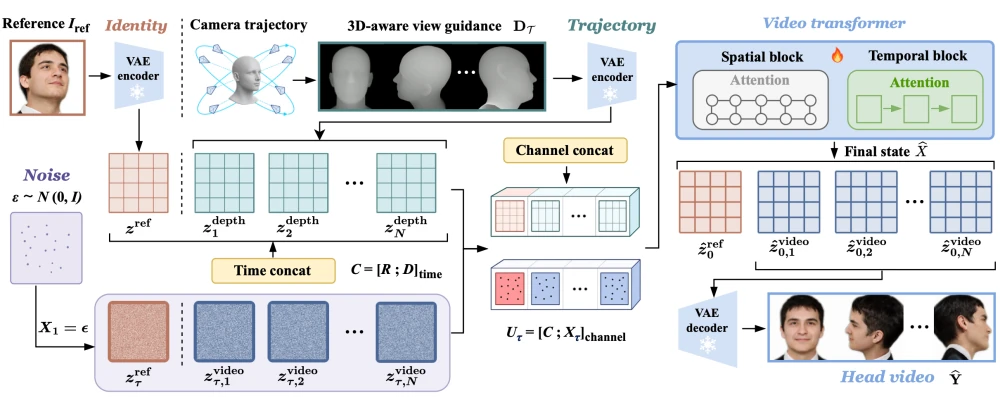 Reference I_ref
Identity
Camera trajectory
3D-aware view guidance D_𝒯
Trajectory
Video transformer
VAE
encoder
...
VAE
encoder
Spatial block
Attention
Temporal block
Attention
Noise
ε ~ N (0, I)
Channel concat
Final state X̂
z^ref
z_1^depth
z_2^depth
...
z_N^depth
...
ẑ_0^ref
ẑ_{0,1}^video
ẑ_{0,2}^video
...
ẑ_{0,N}^video
Time concat
C = [R ; D]_time
X_1 = ϵ
...
...
U_τ = [C ; X_τ]_channel
VAE
decoder
...
z_τ^ref
z_{τ,1}^video
z_{τ,2}^video
z_{τ,N}^video
Head video Ŷ